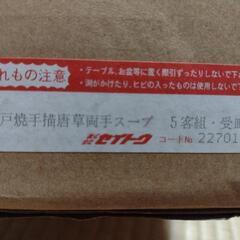 れもの注意
・テーブル、お盆等に置く際引ずったりしないで下
・洞がかけたり、ヒビの入ったものは使用しないで下
戸焼手描唐草両手スープ 5客組・受皿
セイトウ コードNo 22701